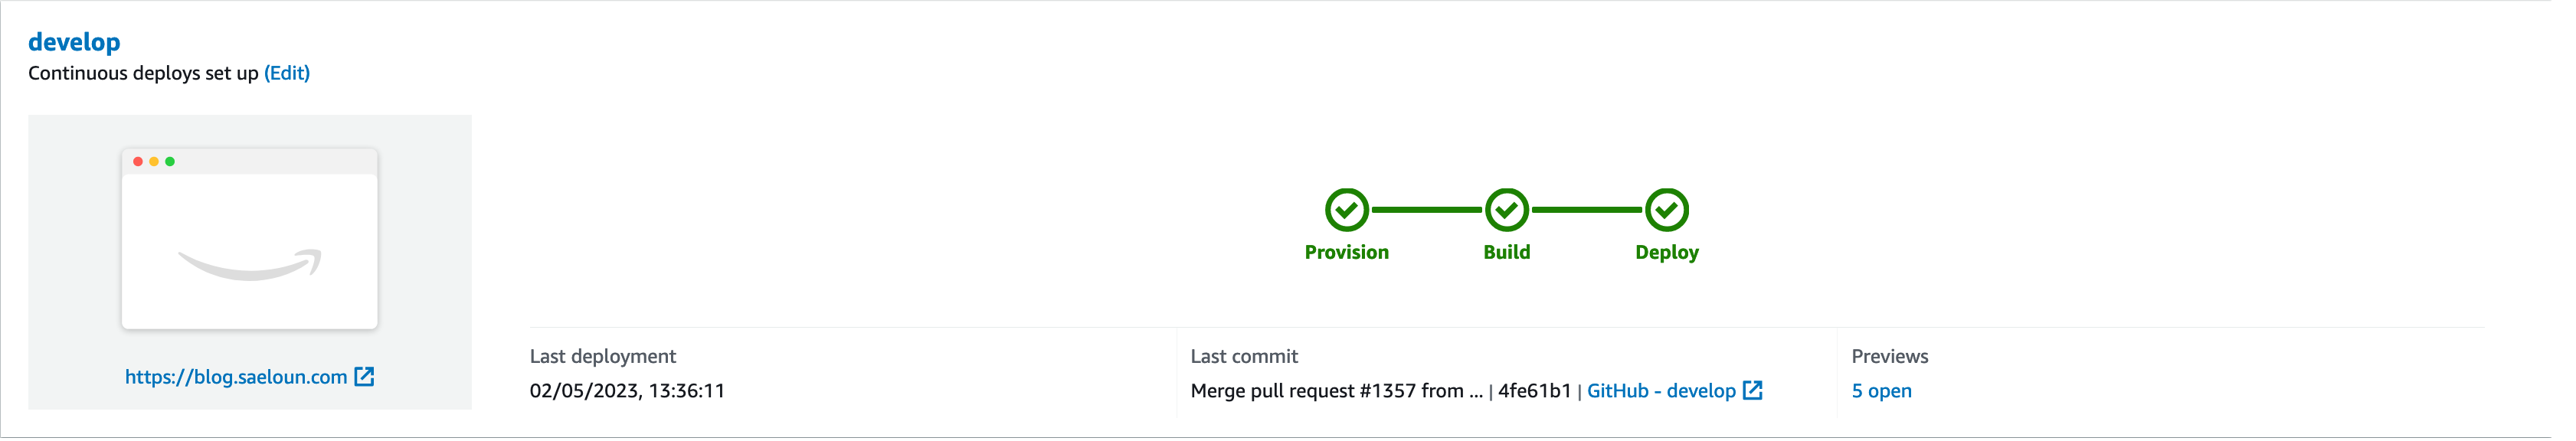 develop
Continuous deploys set up (Edit)
https://blog.saeloun.com
Provision
Build
Deploy
Last deployment
02/05/2023, 13:36:11
Last commit
Merge pull request #1357 from ... | 4fe61b1 | GitHub - develop
Previews
5 open